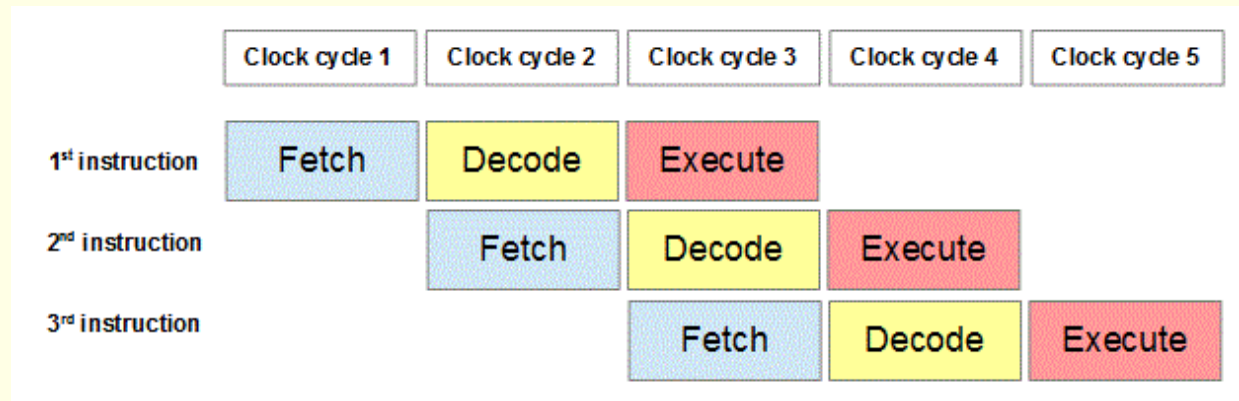 Clock cycle 1 Clock cycle 2 Clock cycle 3 Clock cycle 4 Clock cycle 5
1st instruction Fetch Decode Execute
2nd instruction Fetch Decode Execute
3rd instruction Fetch Decode Execute